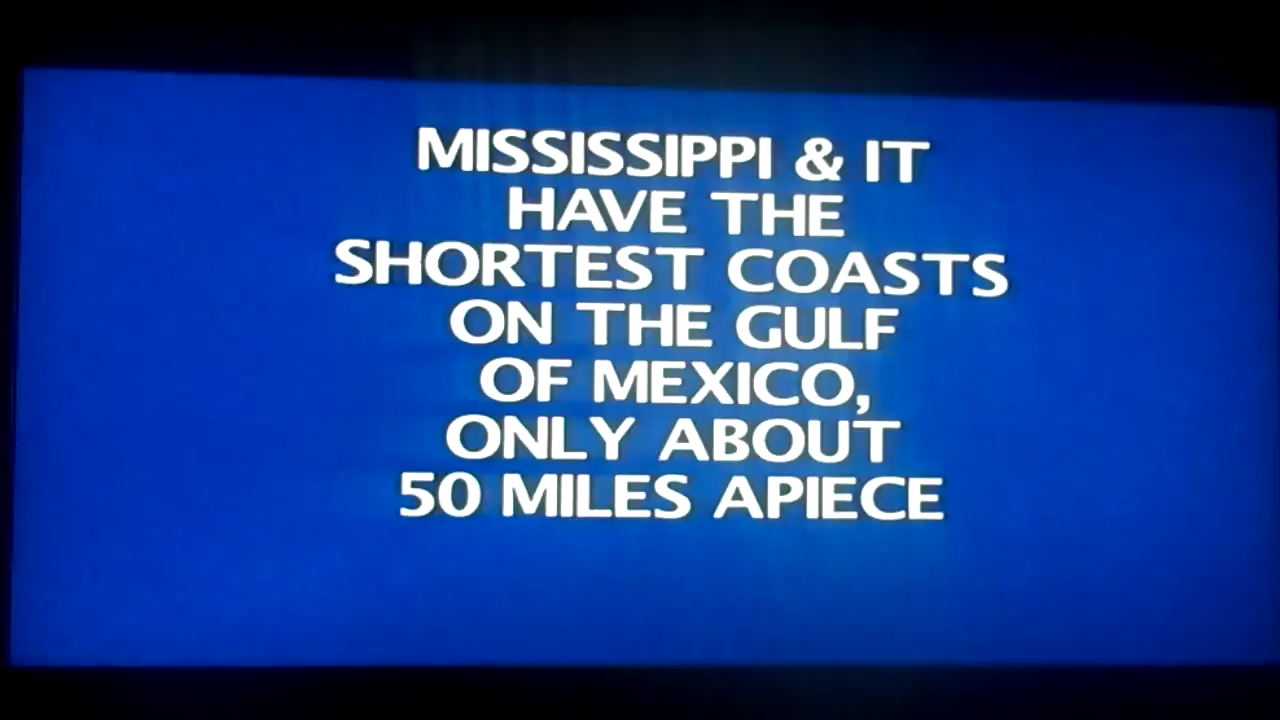 MISSISSIPPI & IT
HAVE THE
SHORTEST COASTS
ON THE GULF
OF MEXICO,
ONLY ABOUT
50 MILES APIECE